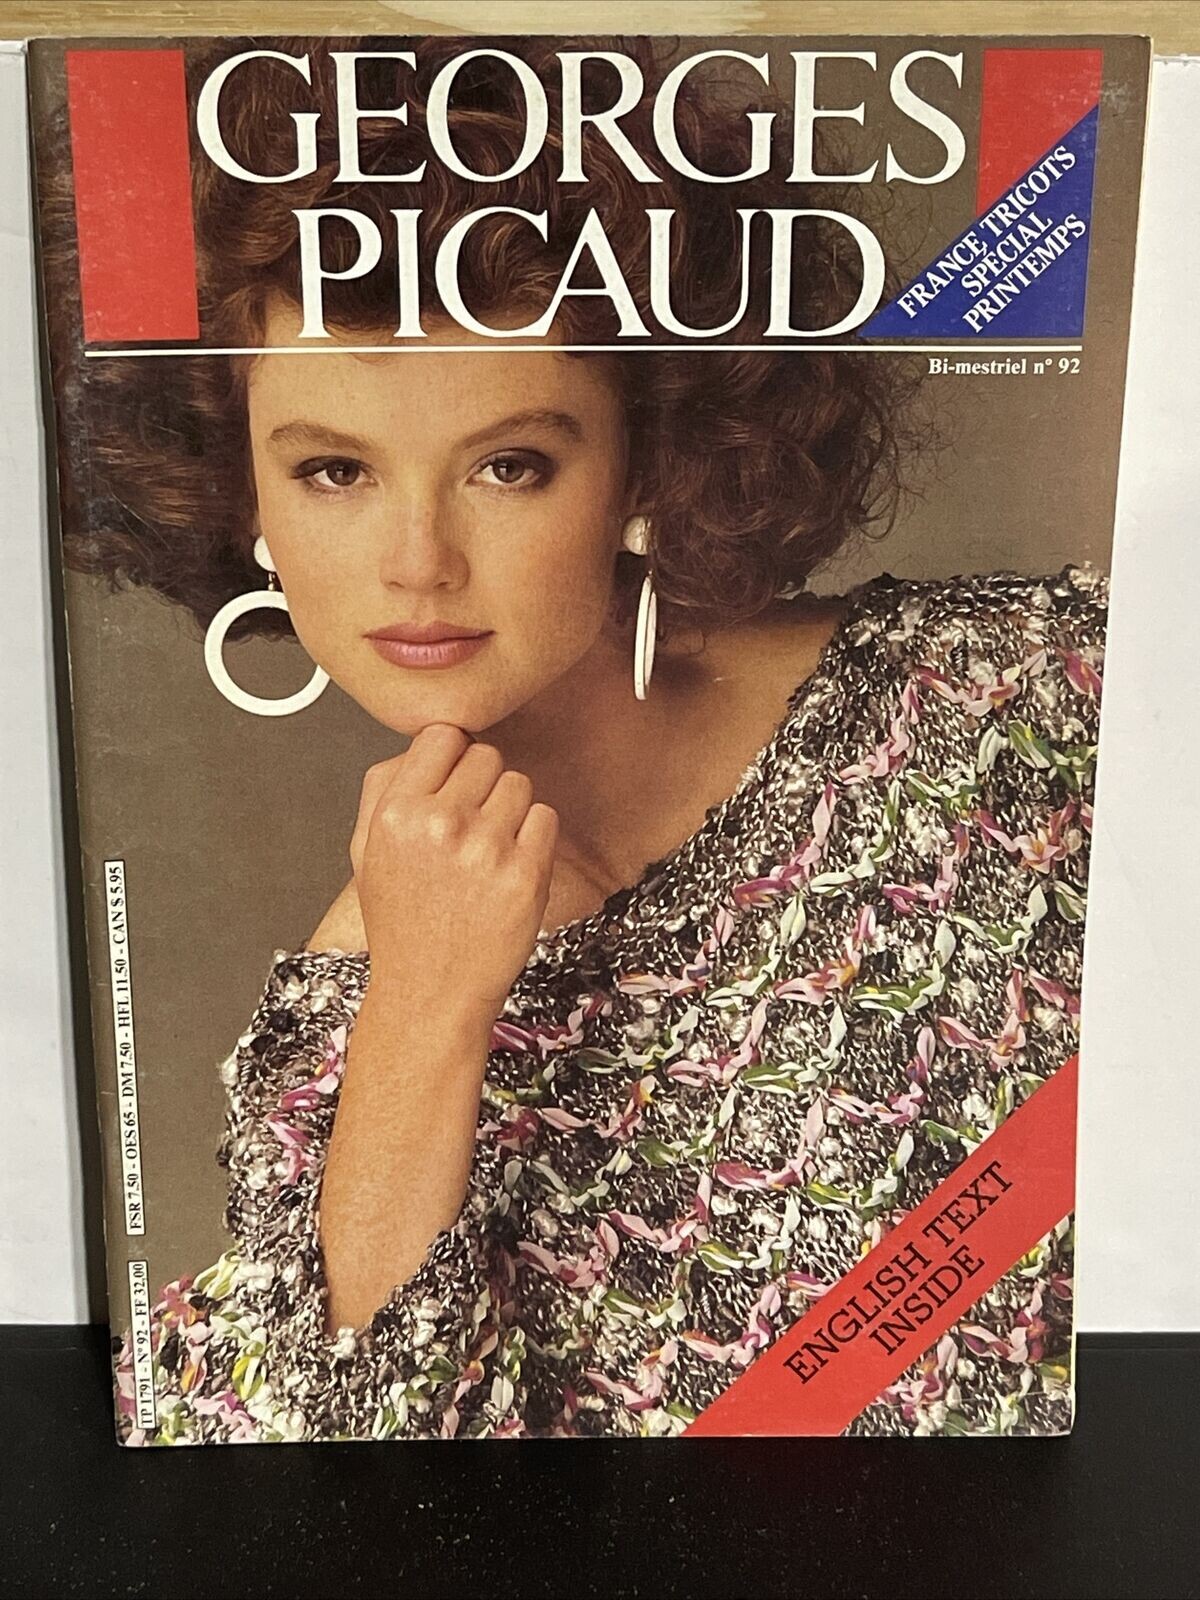 GEORGES
PICAUD
FRANCE TRICOTS
SPÉCIAL
PRINTEMPS
Bi-mestriel n° 92
FSR 7.50 - OES 65 - DM 7.50 - HFL 11.50 - CAN $ 5.95
TP 1791 - N° 92 - FF 32,00
ENGLISH TEXT
INSIDE